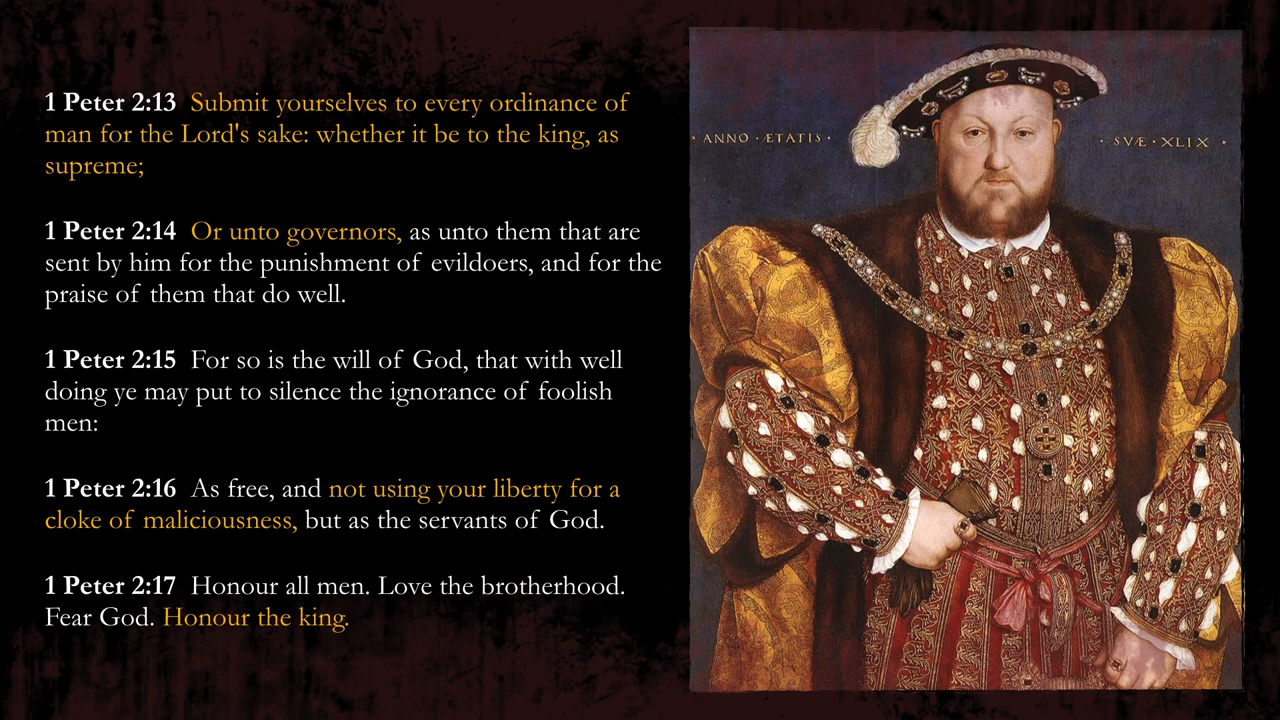 1 Peter 2:13 Submit yourselves to every ordinance of
man for the Lord's sake: whether it be to the king, as
supreme;
1 Peter 2:14 Or unto governors, as unto them that are
sent by him for the punishment of evildoers, and for the
praise of them that do well.
1 Peter 2:15 For so is the will of God, that with well
doing ye may put to silence the ignorance of foolish
men:
1 Peter 2:16 As free, and not using your liberty for a
cloke of maliciousness, but as the servants of God.
1 Peter 2:17 Honour all men. Love the brotherhood.
Fear God. Honour the king.
· ANNO · ÆTATIS · · SVÆ · XLIX ·